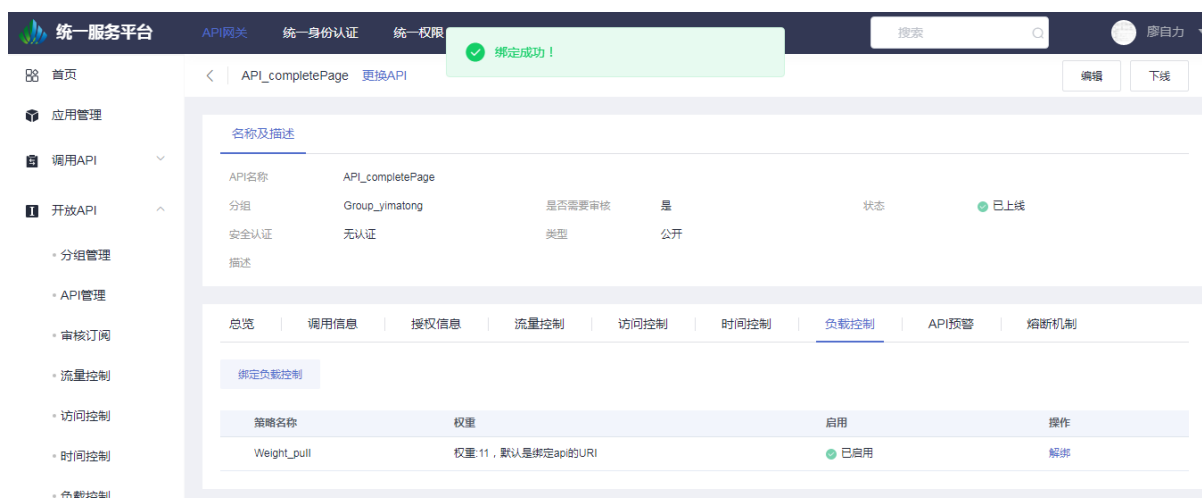 统一服务平台 API网关 统一身份认证 统一权限 搜索 廖自力
绑定成功！
首页 API_completePage 更换API 编辑 下线
应用管理
名称及描述
调用API
API名称 API_completePage
开放API 分组 Group_yimatong 是否需要审核 是 状态 已上线
安全认证 无认证 类型 公开
分组管理
描述
API管理
总览 调用信息 授权信息 流量控制 访问控制 时间控制 负载控制 API预警 熔断机制
审核订阅
流量控制 绑定负载控制
访问控制 策略名称 权重 启用 操作
时间控制 Weight_pull 权重:11，默认是绑定api的URI 已启用 解绑
负载控制